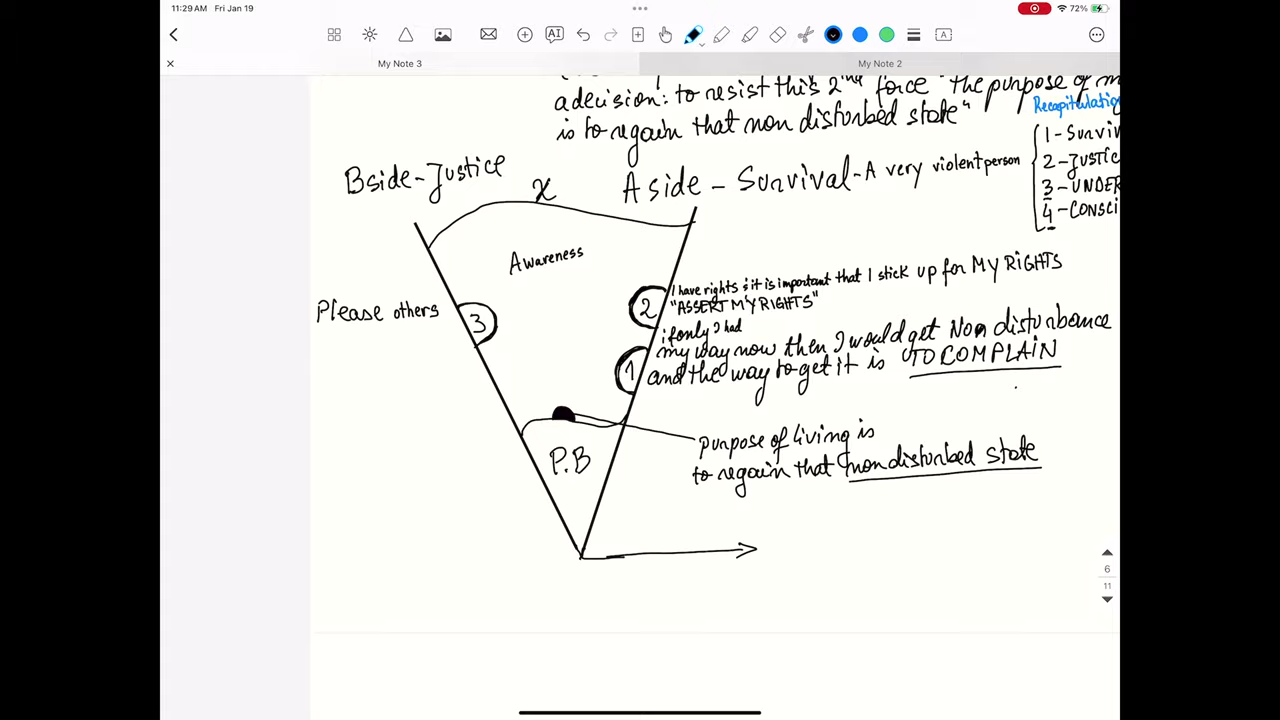 11:29AM Fri Jan 19
72%
My Note 3
My Note 2
a decision: to resist this 2nd force "the purpose of
is to regain that non disturbed state"
Recapitulation
1 - SURVIV
2 - JUSTIC
3 - UNDER
4 - CONSCI
B side - Justice
x
A side - Survival - A very violent person
Awareness
Please others
3
2
I have rights & it is important that I stick up for MY RIGHTS
"ASSERT MY RIGHTS"
if only I had
1
my way now then I would get Non disturbance
and the way to get it is TO COMPLAIN
P.B
purpose of living is
to regain that non disturbed state
6
11